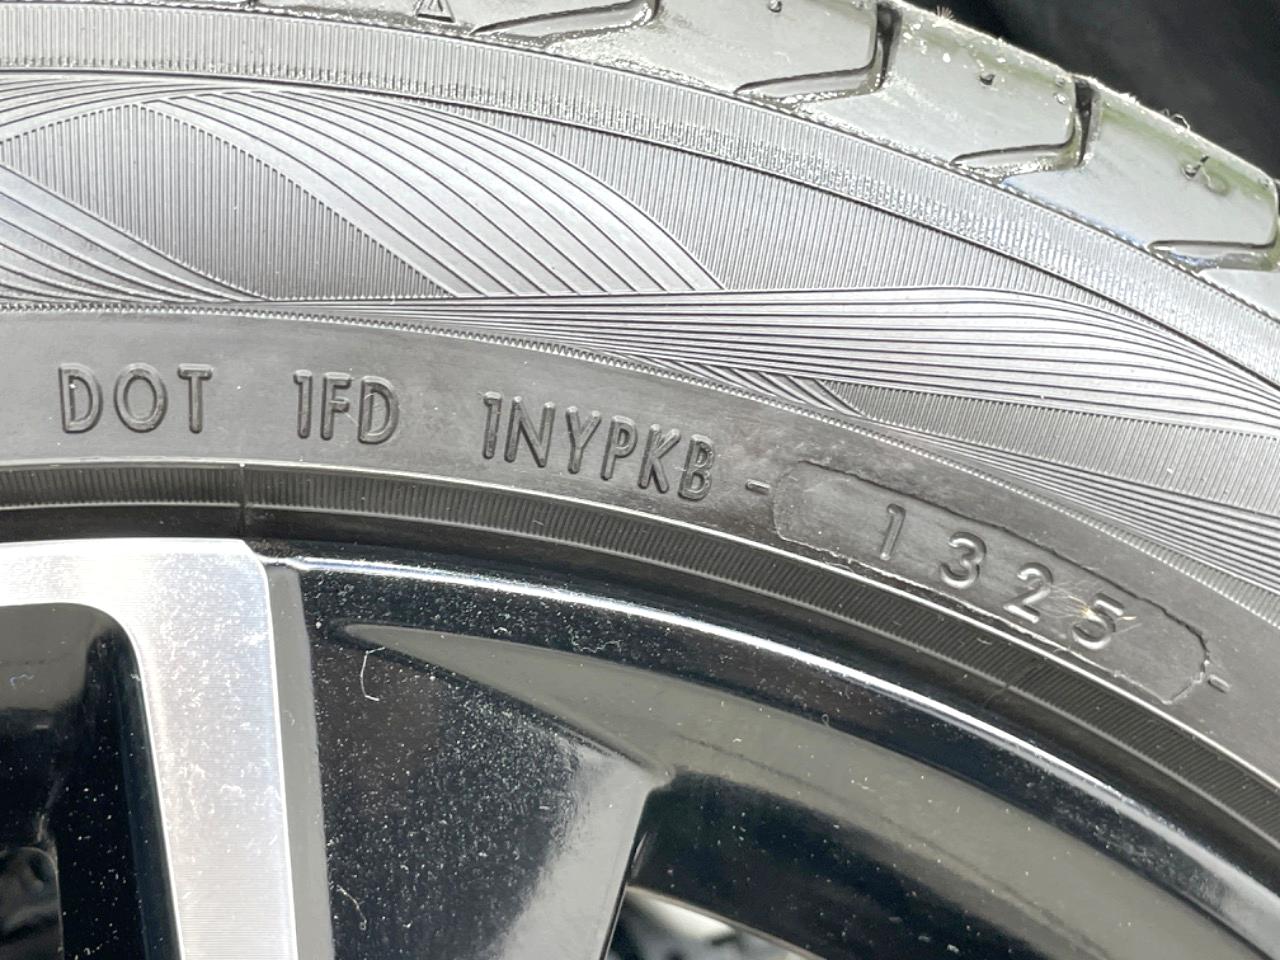 DOT 1FD 1NYPKB - 1325 -